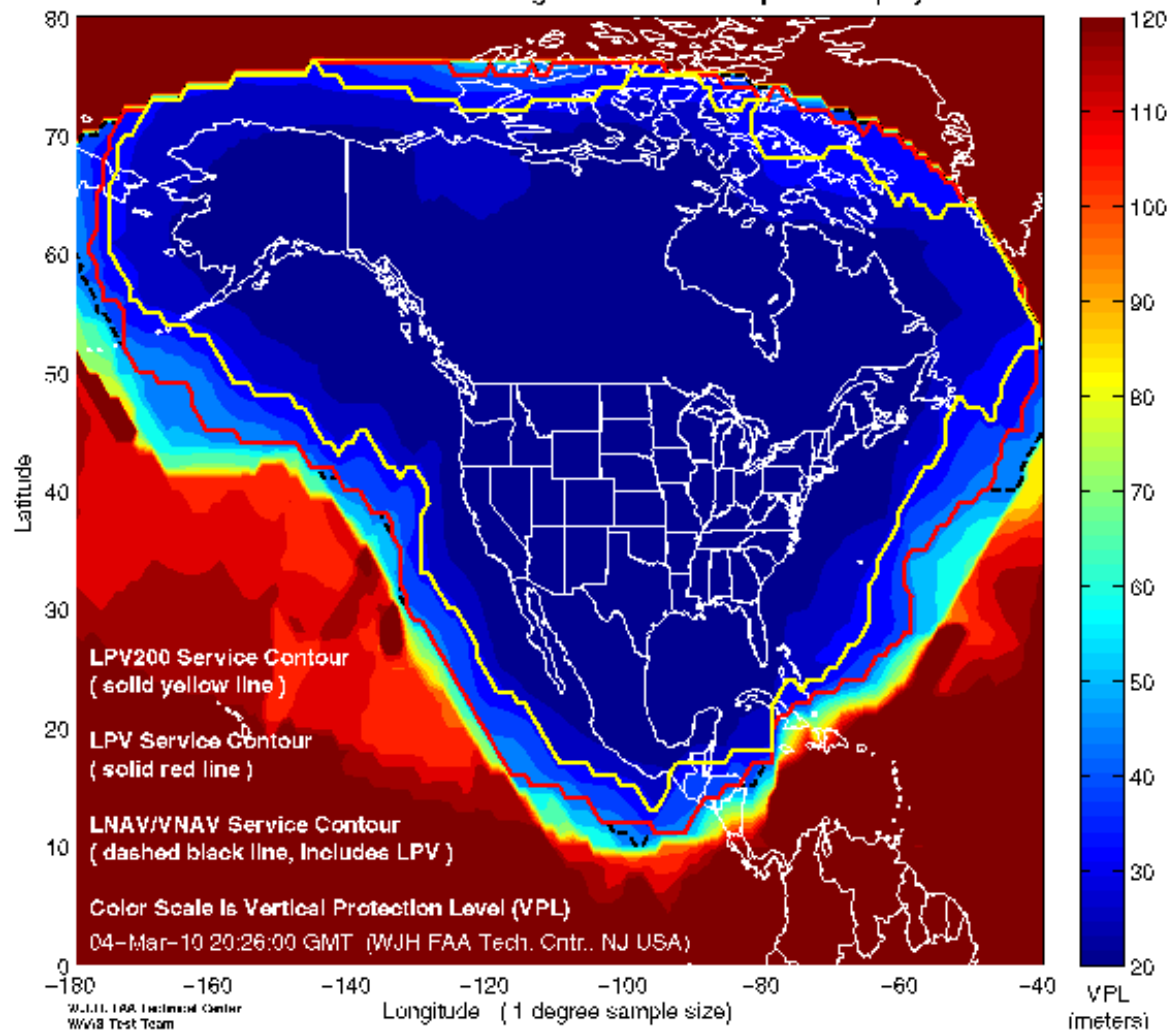 80
70
60
50
40
30
20
10
0
Latitude
LPV200 Service Contour
( solid yellow line )
LPV Service Contour
( solid red line )
LNAV/VNAV Service Contour
( dashed black line, includes LPV )
Color Scale is Vertical Protection Level (VPL)
04-Mar-10 20:26:00 GMT (WJH FAA Tech. Cntr., NJ USA)
-180
-160
-140
-120
-100
-80
-60
-40
Longitude ( 1 degree sample size)
W.J.H. FAA Technical Center
WAAS Test Team
120
110
100
90
80
70
60
50
40
30
20
VPL
(meters)